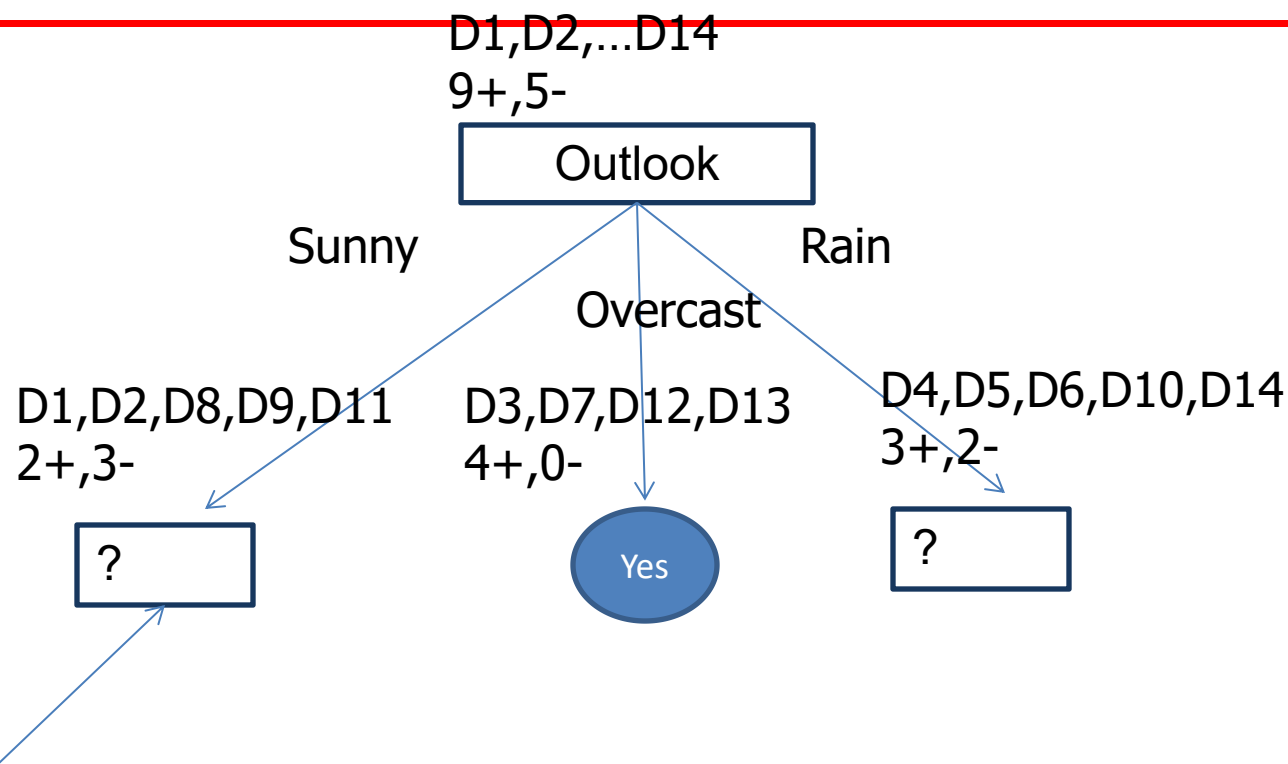 D1,D2,...D14
9+,5-
Outlook
Sunny
Rain
Overcast
D1,D2,D8,D9,D11
2+,3-
D3,D7,D12,D13
4+,0-
D4,D5,D6,D10,D14
3+,2-
?
Yes
?